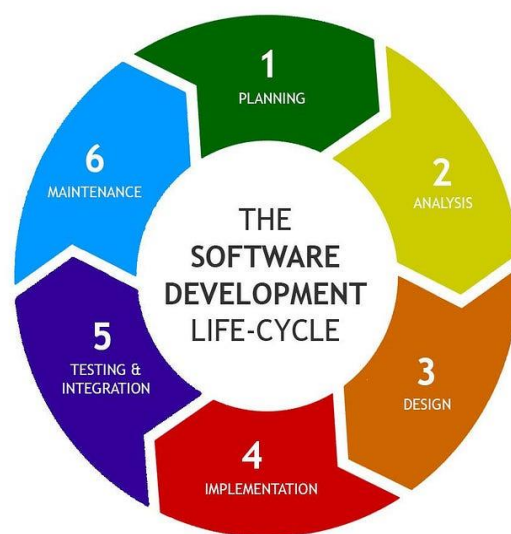 THE
SOFTWARE
DEVELOPMENT
LIFE-CYCLE
1
PLANNING
2
ANALYSIS
3
DESIGN
4
IMPLEMENTATION
5
TESTING &
INTEGRATION
6
MAINTENANCE